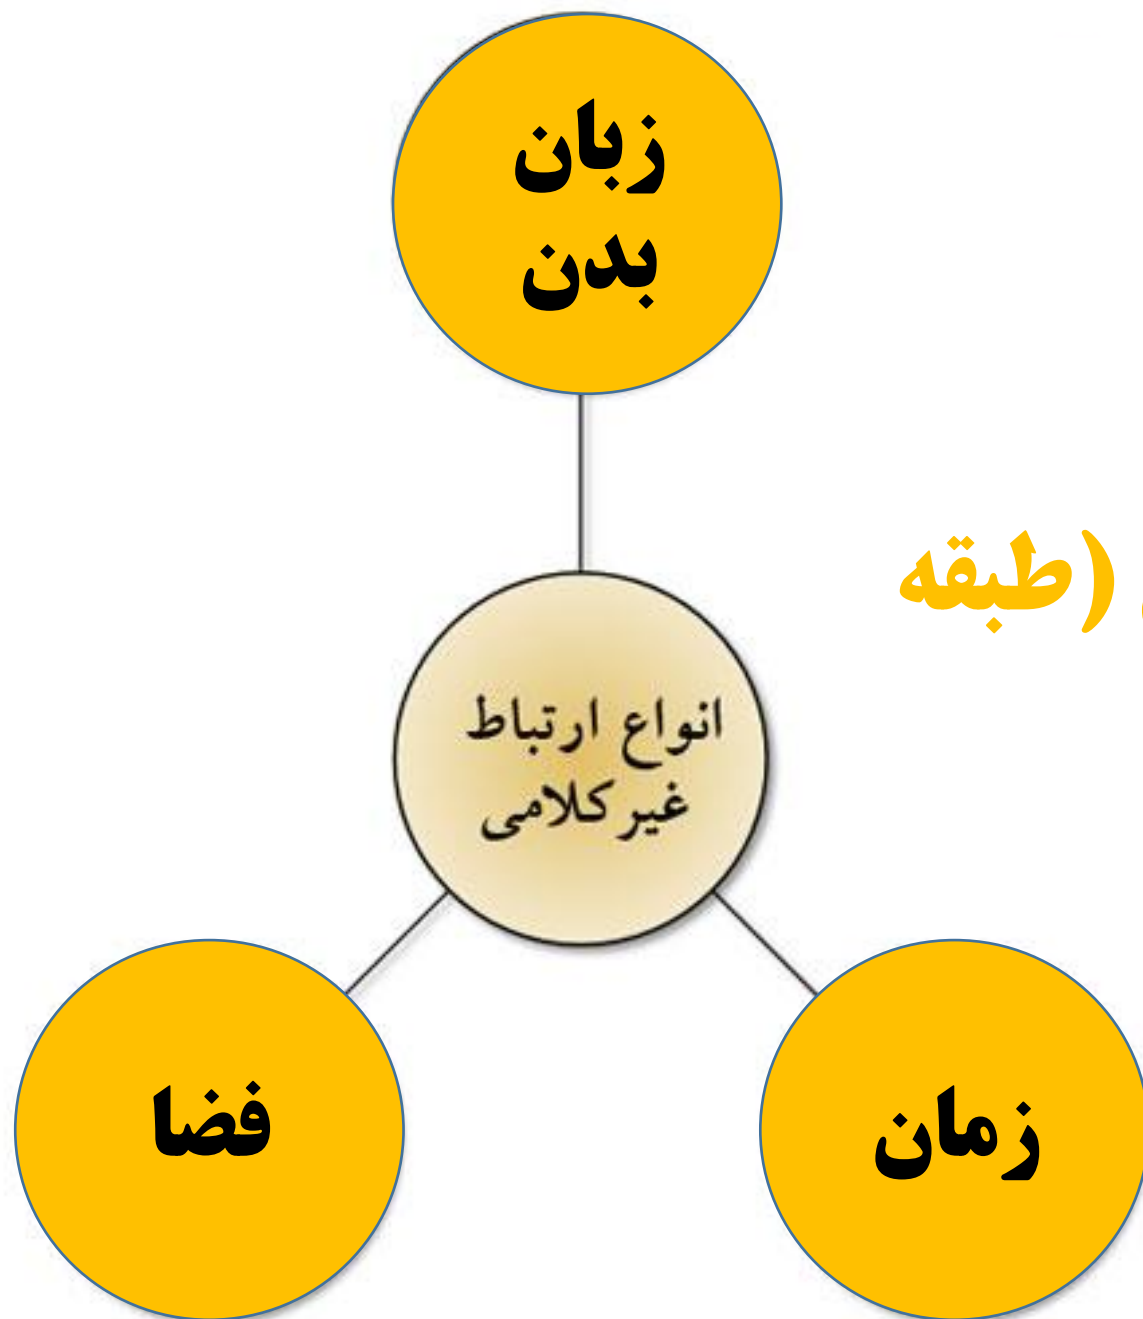 زبان
بدن
(طبقه
انواع ارتباط
غیرکلامی
فضا
زمان